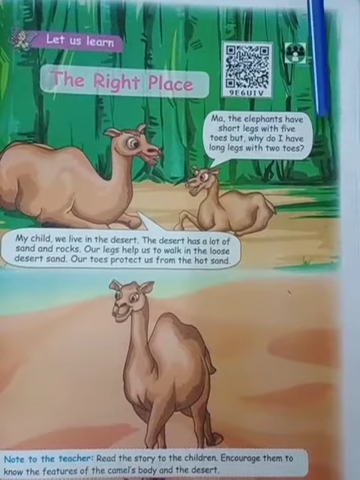 Let us learn
The Right Place
9E6UIV
Ma, the elephants have
short legs with five
toes but, why do I have
long legs with two toes?
My child, we live in the desert. The desert has a lot of
sand and rocks. Our legs help us to walk in the loose
desert sand. Our toes protect us from the hot sand.
Note to the teacher: Read the story to the children. Encourage them to
know the features of the camel's body and the desert.